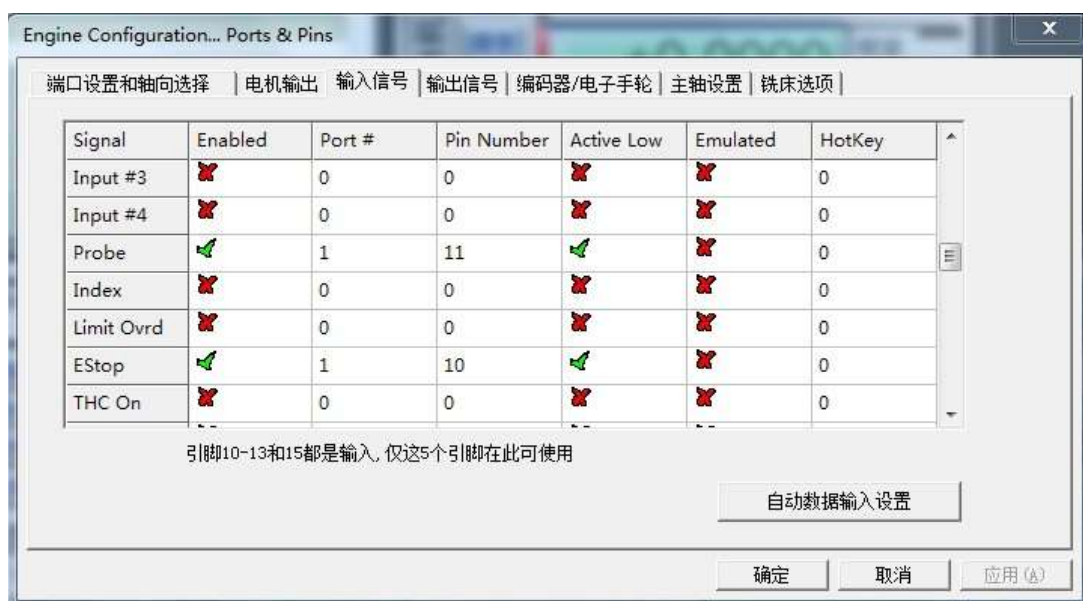 Engine Configuration... Ports & Pins
端口设置和轴向选择 电机输出 输入信号 输出信号 编码器/电子手轮 主轴设置 铣床选项
Signal Enabled Port # Pin Number Active Low Emulated HotKey
Input #3 0 0 0
Input #4 0 0 0
Probe 1 11 0
Index 0 0 0
Limit Ovrd 0 0 0
EStop 1 10 0
THC On 0 0 0
引脚10-13和15都是输入,仅这5个引脚在此可使用
自动数据输入设置
确定 取消 应用(A)